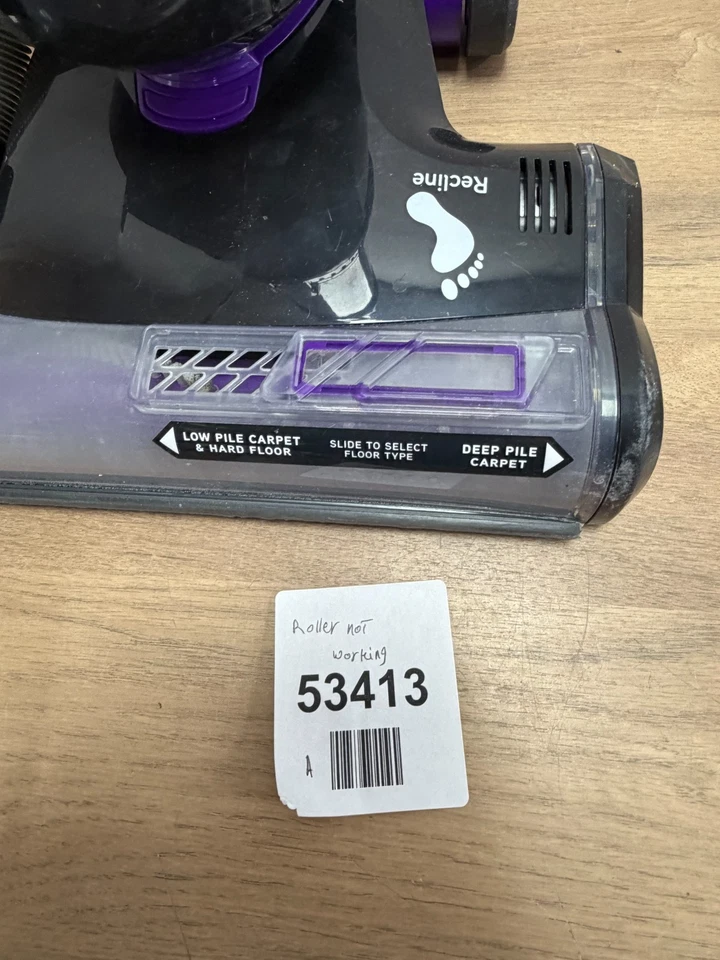 Recline
LOW PILE CARPET
& HARD FLOOR
SLIDE TO SELECT
FLOOR TYPE
DEEP PILE
CARPET
Roller not
working
53413
A